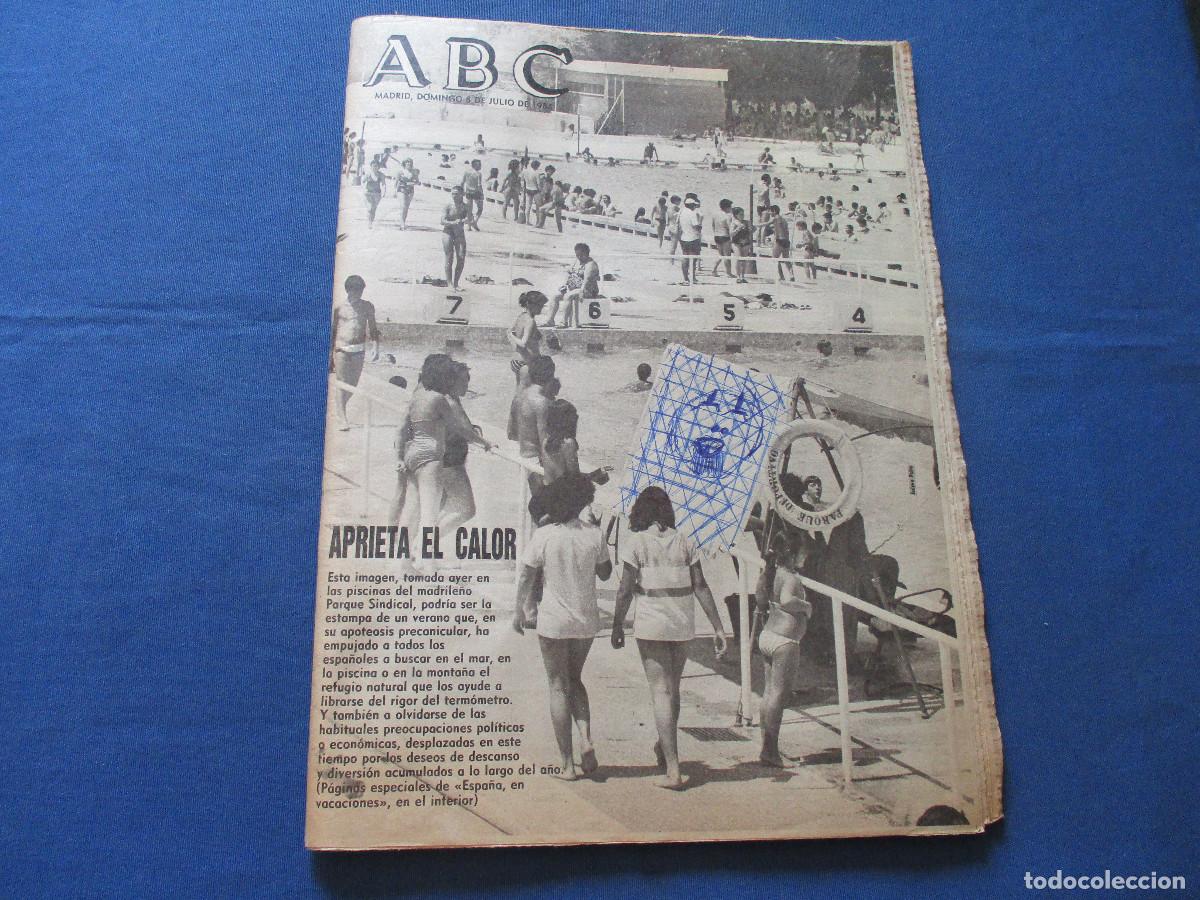 ABC
MADRID, DOMINGO DE JULIO DE
7
6
5
4
PARQUE DEPORTIVO
APRIETA EL CALOR
Esta imagen, tomada ayer en
las piscinas del madrileño
Parque Sindical, podría ser la
estampa de un verano que, en
su apoteosis precanicular, ha
empujado a todos los
españoles a buscar en el mar, en
la piscina o en la montaña el
refugio natural que los ayude a
librarse del rigor del termómetro.
Y también a olvidarse de las
habituales preocupaciones políticas
o económicas, desplazadas en este
tiempo por los deseos de descanso
y diversión acumulados a lo largo del año.
(Páginas especiales de «España, en
vacaciones», en el interior)
todocoleccion